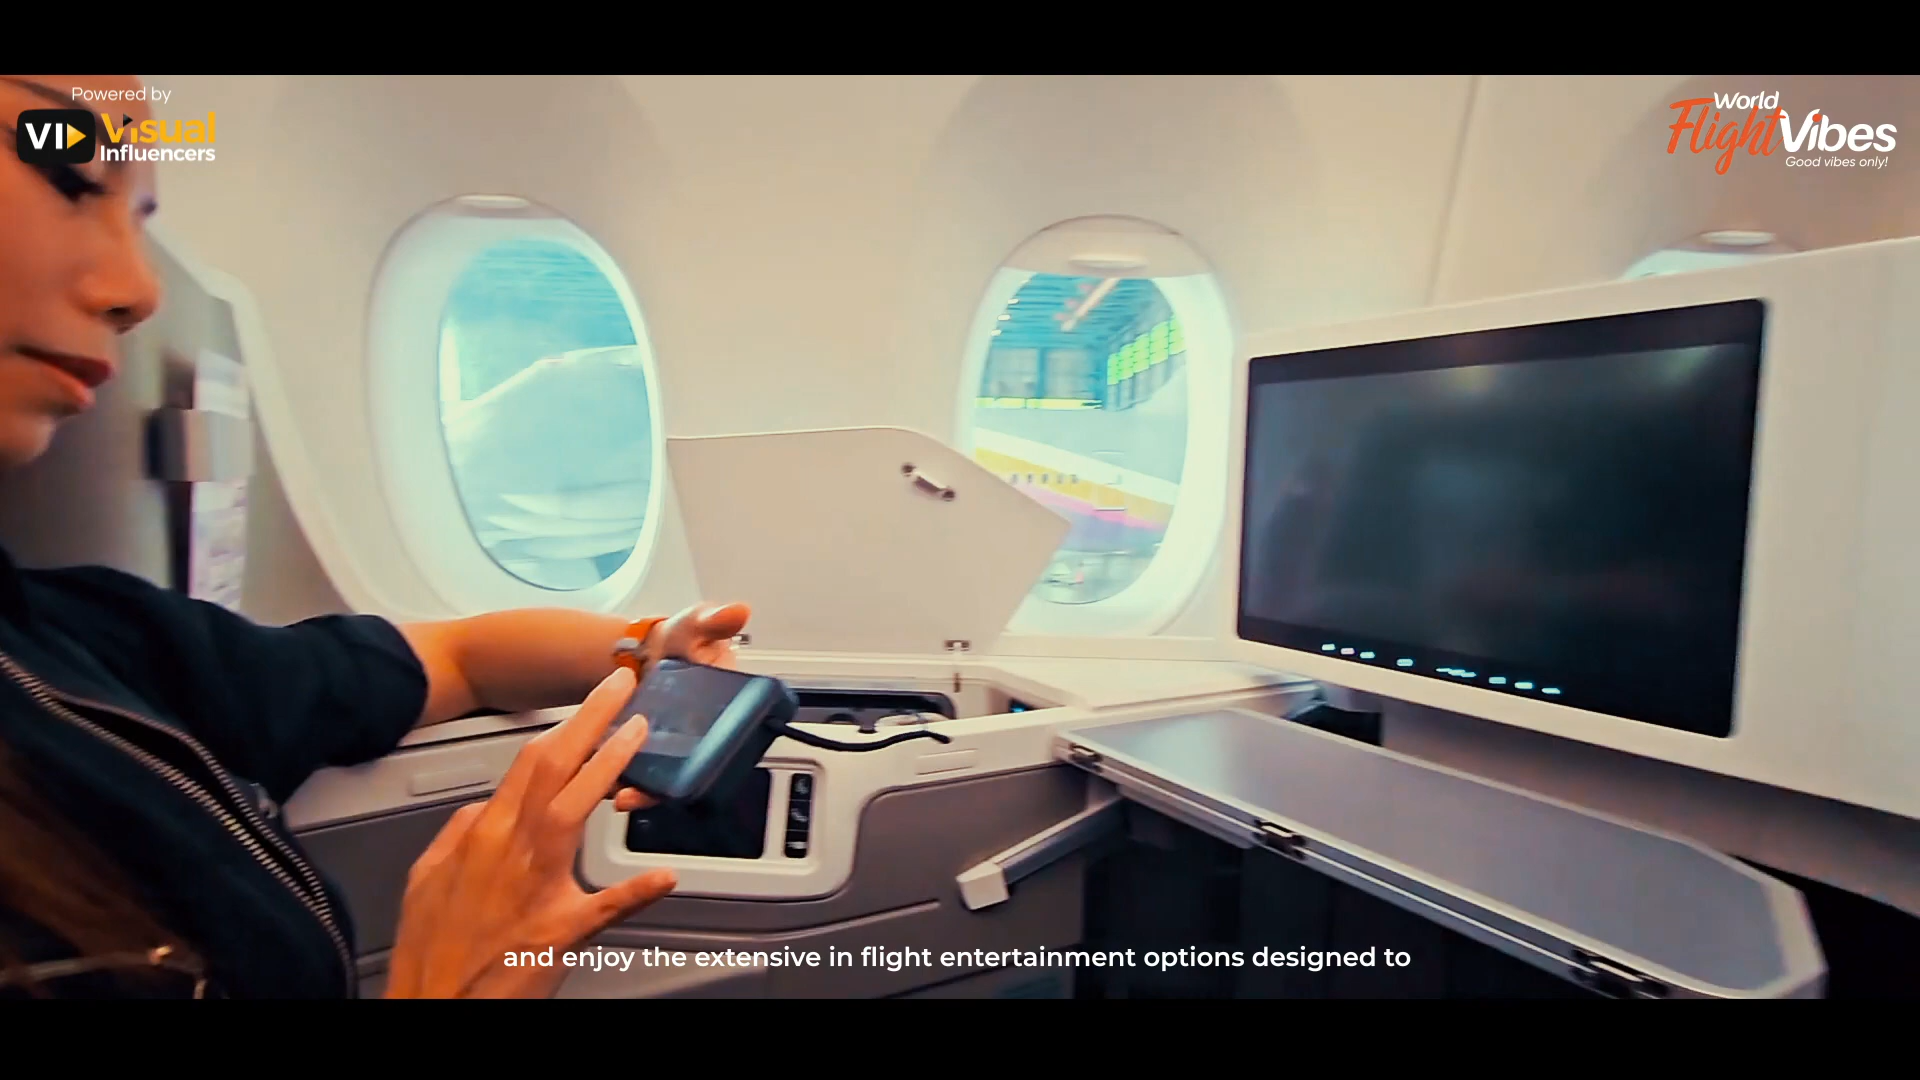 Powered by
VI Visual
Influencers
World
Flight Vibes
Good vibes only!
and enjoy the extensive in flight entertainment options designed to